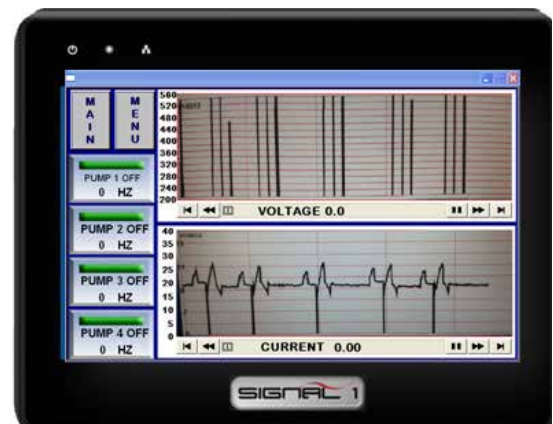 MAIN MENU
PUMP 1 OFF
0 HZ
PUMP 2 OFF
0 HZ
PUMP 3 OFF
0 HZ
PUMP 4 OFF
0 HZ
560
520
480
440
400
360
320
280
240
200
VOLTAGE 0.0
40
35
30
25
20
15
10
5
0
CURRENT 0.00
SIGNAL 1